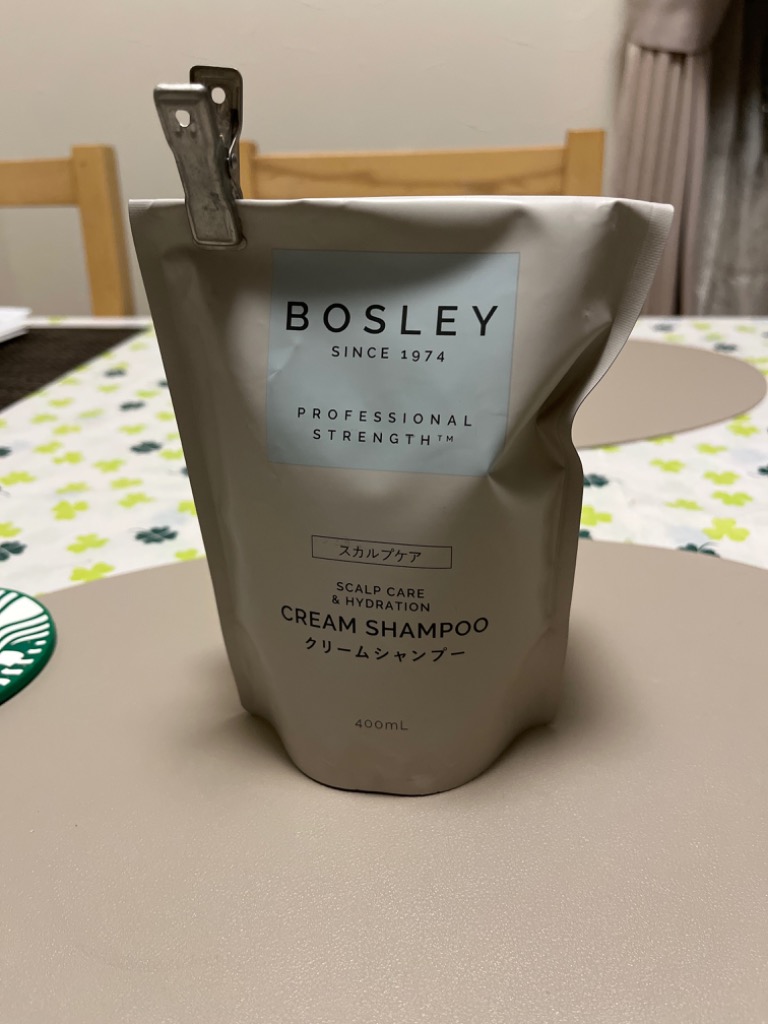 BOSLEY
SINCE 1974
PROFESSIONAL
STRENGTH™
スカルプケア
SCALP CARE
& HYDRATION
CREAM SHAMPOO
クリームシャンプー
400mL